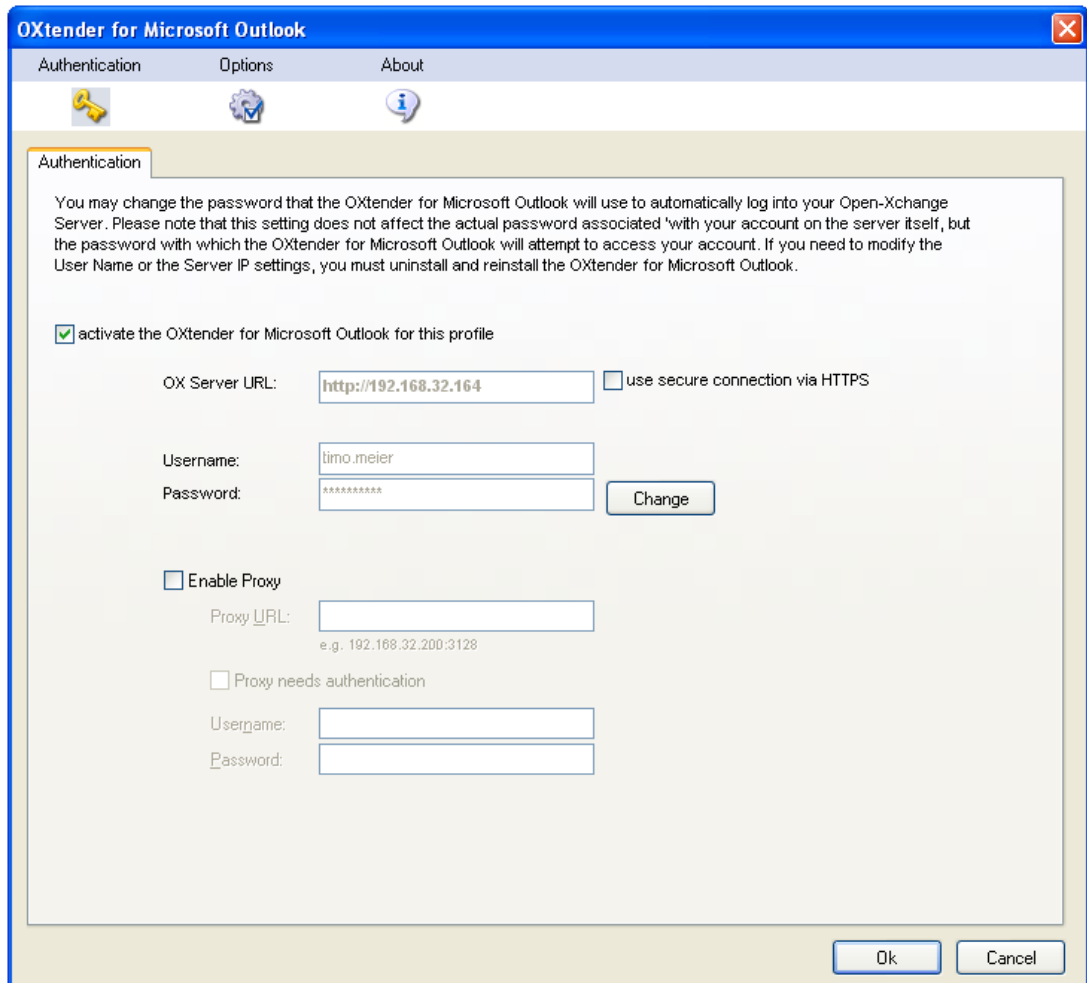 OXtender for Microsoft Outlook
Authentication Options About
Authentication
You may change the password that the OXtender for Microsoft Outlook will use to automatically log into your Open-Xchange
Server. Please note that this setting does not affect the actual password associated 'with your account on the server itself, but
the password with which the OXtender for Microsoft Outlook will attempt to access your account. If you need to modify the
User Name or the Server IP settings, you must uninstall and reinstall the OXtender for Microsoft Outlook.
activate the OXtender for Microsoft Outlook for this profile
OX Server URL: http://192.168.32.164 use secure connection via HTTPS
Username: timo.meier
Password: ********** Change
Enable Proxy
Proxy URL:
e.g. 192.168.32.200:3128
Proxy needs authentication
Username:
Password:
Ok Cancel